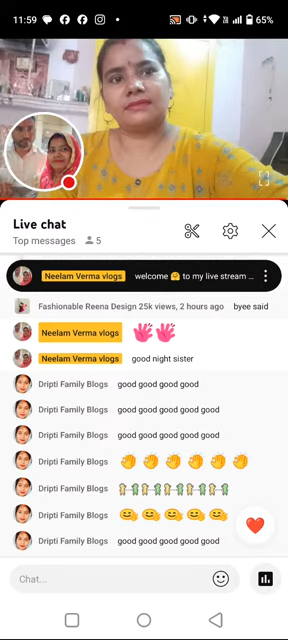 11:59
65%
Live chat
Top messages 5
Neelam Verma vlogs welcome 🤗 to my live stream ...
Fashionable Reena Design 25k views, 2 hours ago byee said
Neelam Verma vlogs
Neelam Verma vlogs good night sister
Dripti Family Blogs good good good good
Dripti Family Blogs good good good good good
Dripti Family Blogs good good good good good
Dripti Family Blogs 👏👏👏👏👏👏
Dripti Family Blogs
Dripti Family Blogs
Dripti Family Blogs good good good good good
Chat...